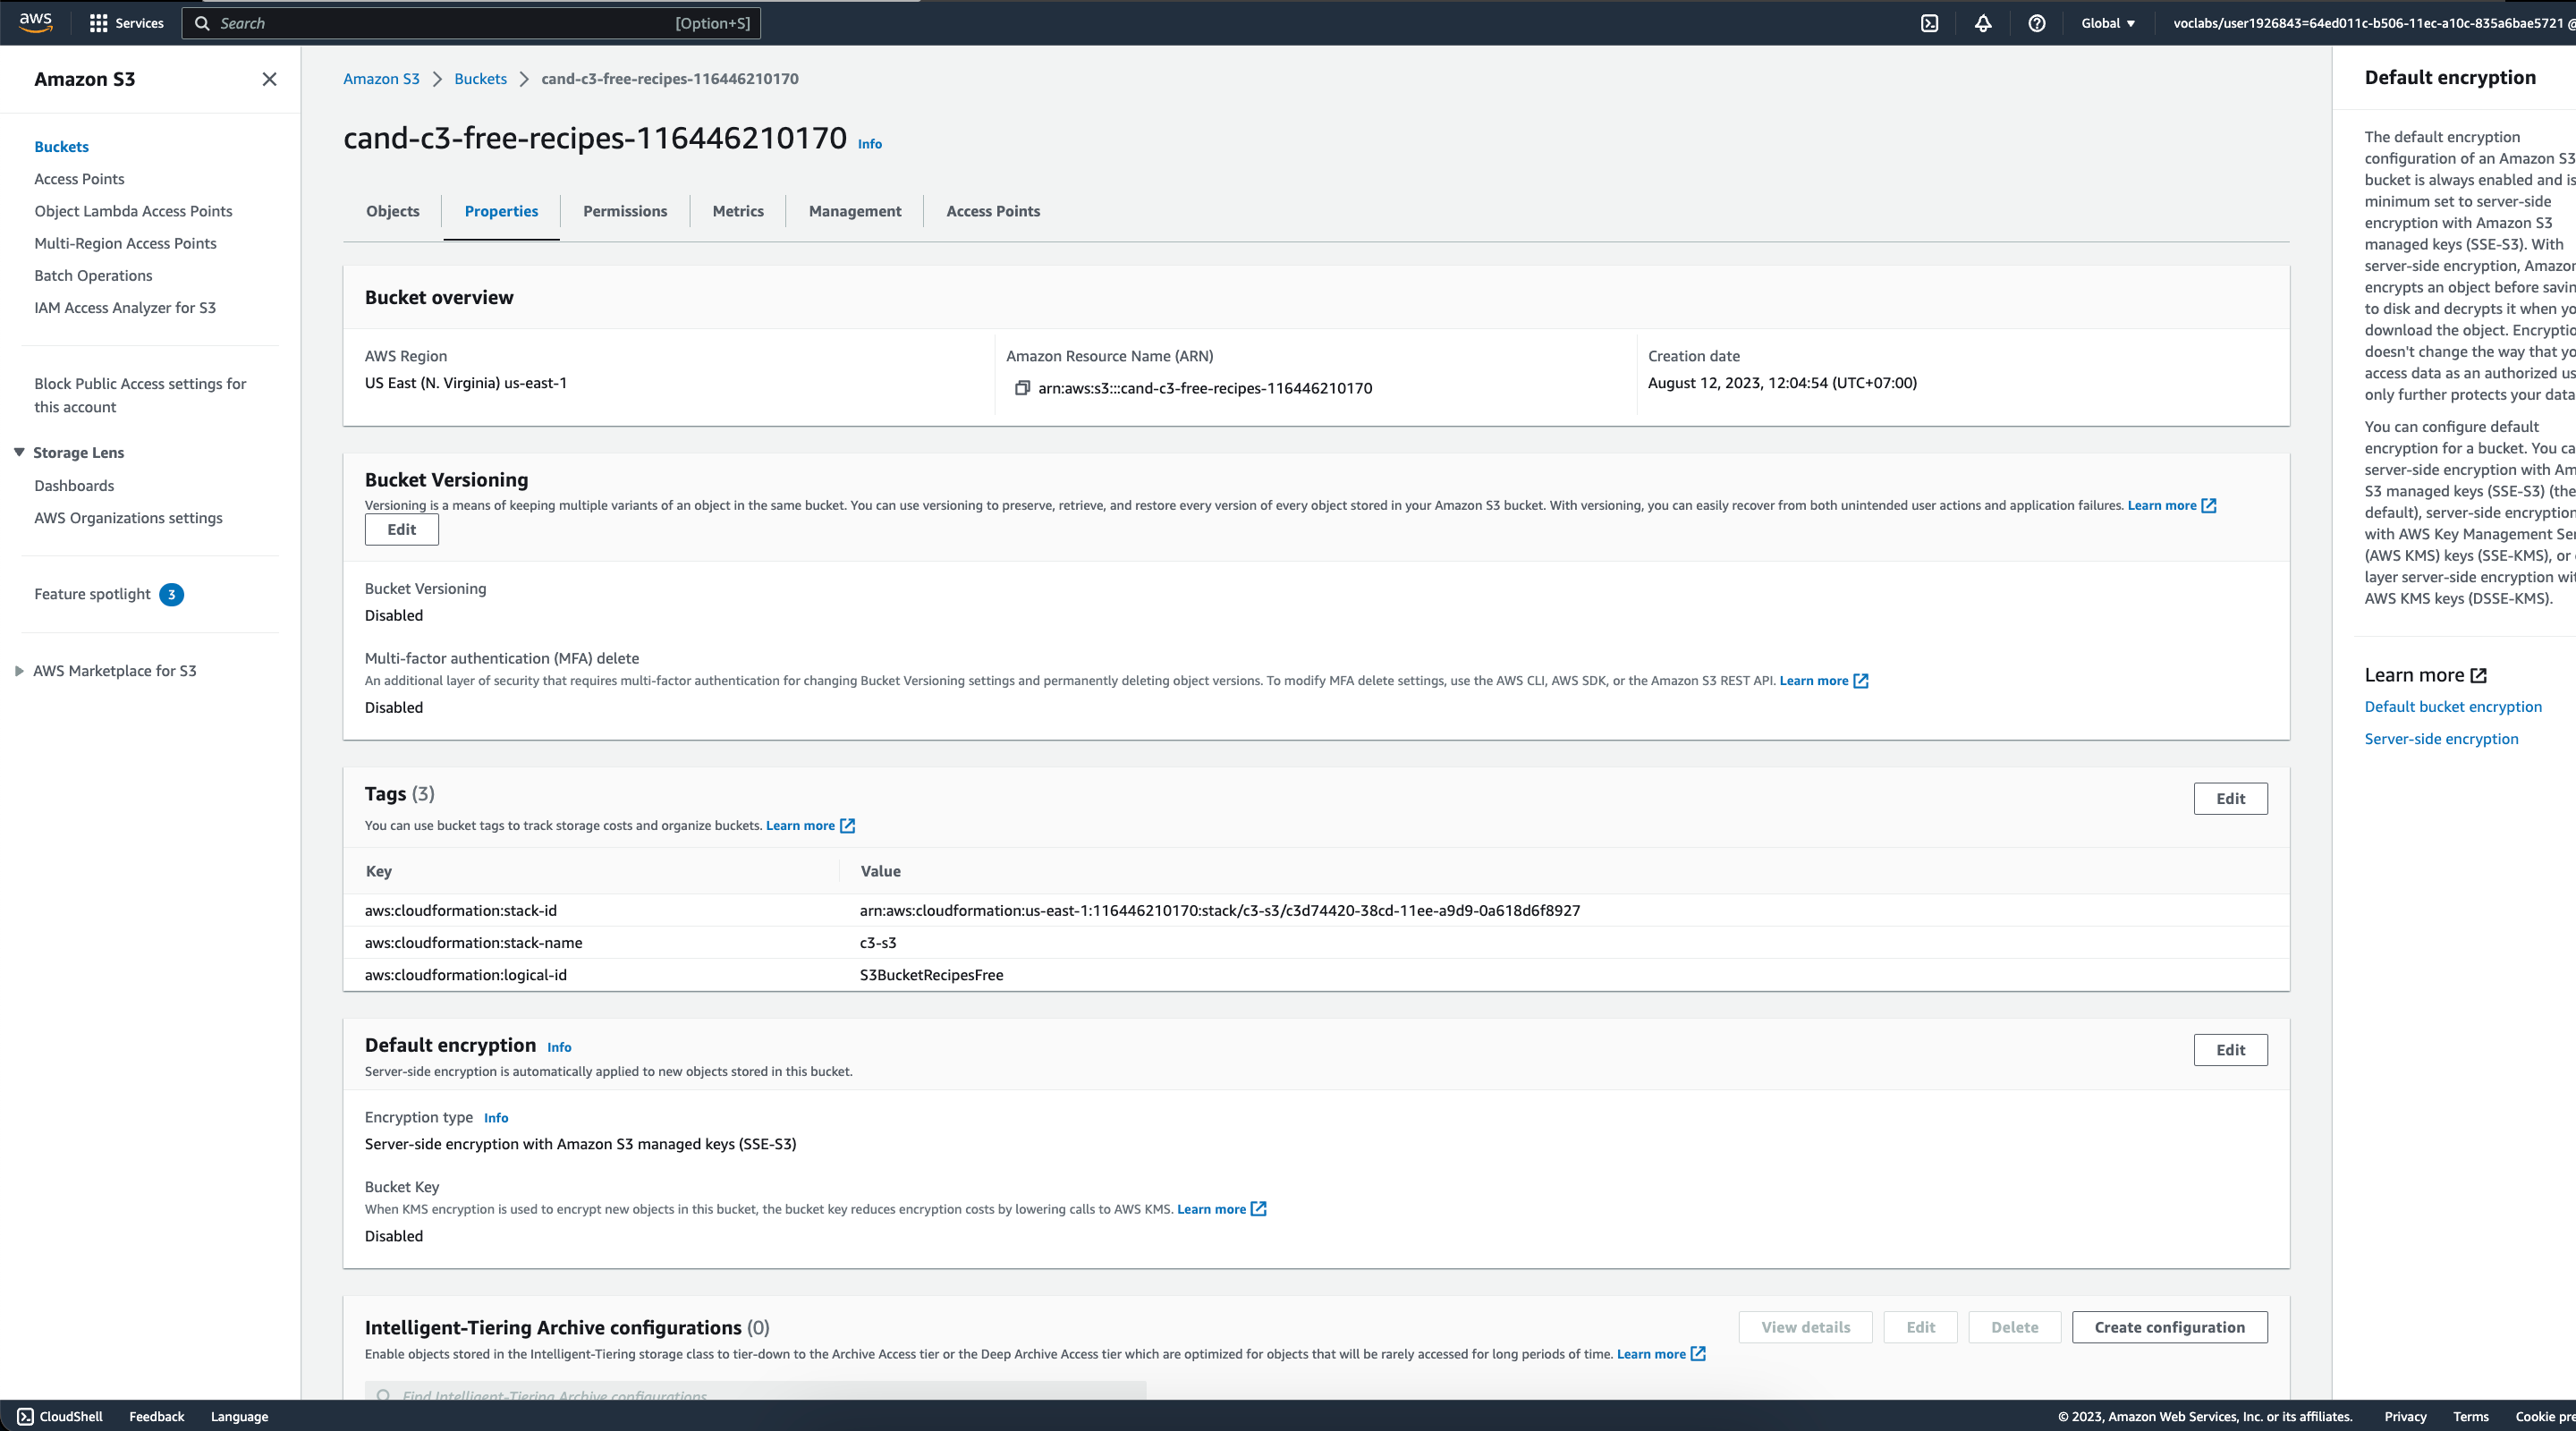 aws
Services
Search
[Option+S]
Global
voclabs/user1926843=64ed011c-b506-11ec-a10c-835a6bae5721 @
Amazon S3
Buckets
Access Points
Object Lambda Access Points
Multi-Region Access Points
Batch Operations
IAM Access Analyzer for S3
Block Public Access settings for
this account
Storage Lens
Dashboards
AWS Organizations settings
Feature spotlight 3
AWS Marketplace for S3
Amazon S3 > Buckets > cand-c3-free-recipes-116446210170
cand-c3-free-recipes-116446210170 Info
Objects
Properties
Permissions
Metrics
Management
Access Points
Bucket overview
AWS Region
US East (N. Virginia) us-east-1
Amazon Resource Name (ARN)
arn:aws:s3:::cand-c3-free-recipes-116446210170
Creation date
August 12, 2023, 12:04:54 (UTC+07:00)
Bucket Versioning
Versioning is a means of keeping multiple variants of an object in the same bucket. You can use versioning to preserve, retrieve, and restore every version of every object stored in your Amazon S3 bucket. With versioning, you can easily recover from both unintended user actions and application failures. Learn more
Edit
Bucket Versioning
Disabled
Multi-factor authentication (MFA) delete
An additional layer of security that requires multi-factor authentication for changing Bucket Versioning settings and permanently deleting object versions. To modify MFA delete settings, use the AWS CLI, AWS SDK, or the Amazon S3 REST API. Learn more
Disabled
Tags (3)
Edit
You can use bucket tags to track storage costs and organize buckets. Learn more
Key
Value
aws:cloudformation:stack-id
arn:aws:cloudformation:us-east-1:116446210170:stack/c3-s3/c3d74420-38cd-11ee-a9d9-0a618d6f8927
aws:cloudformation:stack-name
c3-s3
aws:cloudformation:logical-id
S3BucketRecipesFree
Default encryption Info
Edit
Server-side encryption is automatically applied to new objects stored in this bucket.
Encryption type Info
Server-side encryption with Amazon S3 managed keys (SSE-S3)
Bucket Key
When KMS encryption is used to encrypt new objects in this bucket, the bucket key reduces encryption costs by lowering calls to AWS KMS. Learn more
Disabled
Intelligent-Tiering Archive configurations (0)
View details
Edit
Delete
Create configuration
Enable objects stored in the Intelligent-Tiering storage class to tier-down to the Archive Access tier or the Deep Archive Access tier which are optimized for objects that will be rarely accessed for long periods of time. Learn more
Find Intelligent-Tiering Archive configurations
Default encryption
The default encryption
configuration of an Amazon S3
bucket is always enabled and is
minimum set to server-side
encryption with Amazon S3
managed keys (SSE-S3). With
server-side encryption, Amazon
encrypts an object before savin
to disk and decrypts it when yo
download the object. Encryptio
doesn't change the way that yo
access data as an authorized us
only further protects your data
You can configure default
encryption for a bucket. You ca
server-side encryption with Am
S3 managed keys (SSE-S3) (the
default), server-side encryption
with AWS Key Management Ser
(AWS KMS) keys (SSE-KMS), or
layer server-side encryption wit
AWS KMS keys (DSSE-KMS).
Learn more
Default bucket encryption
Server-side encryption
CloudShell
Feedback
Language
© 2023, Amazon Web Services, Inc. or its affiliates.
Privacy
Terms
Cookie pre